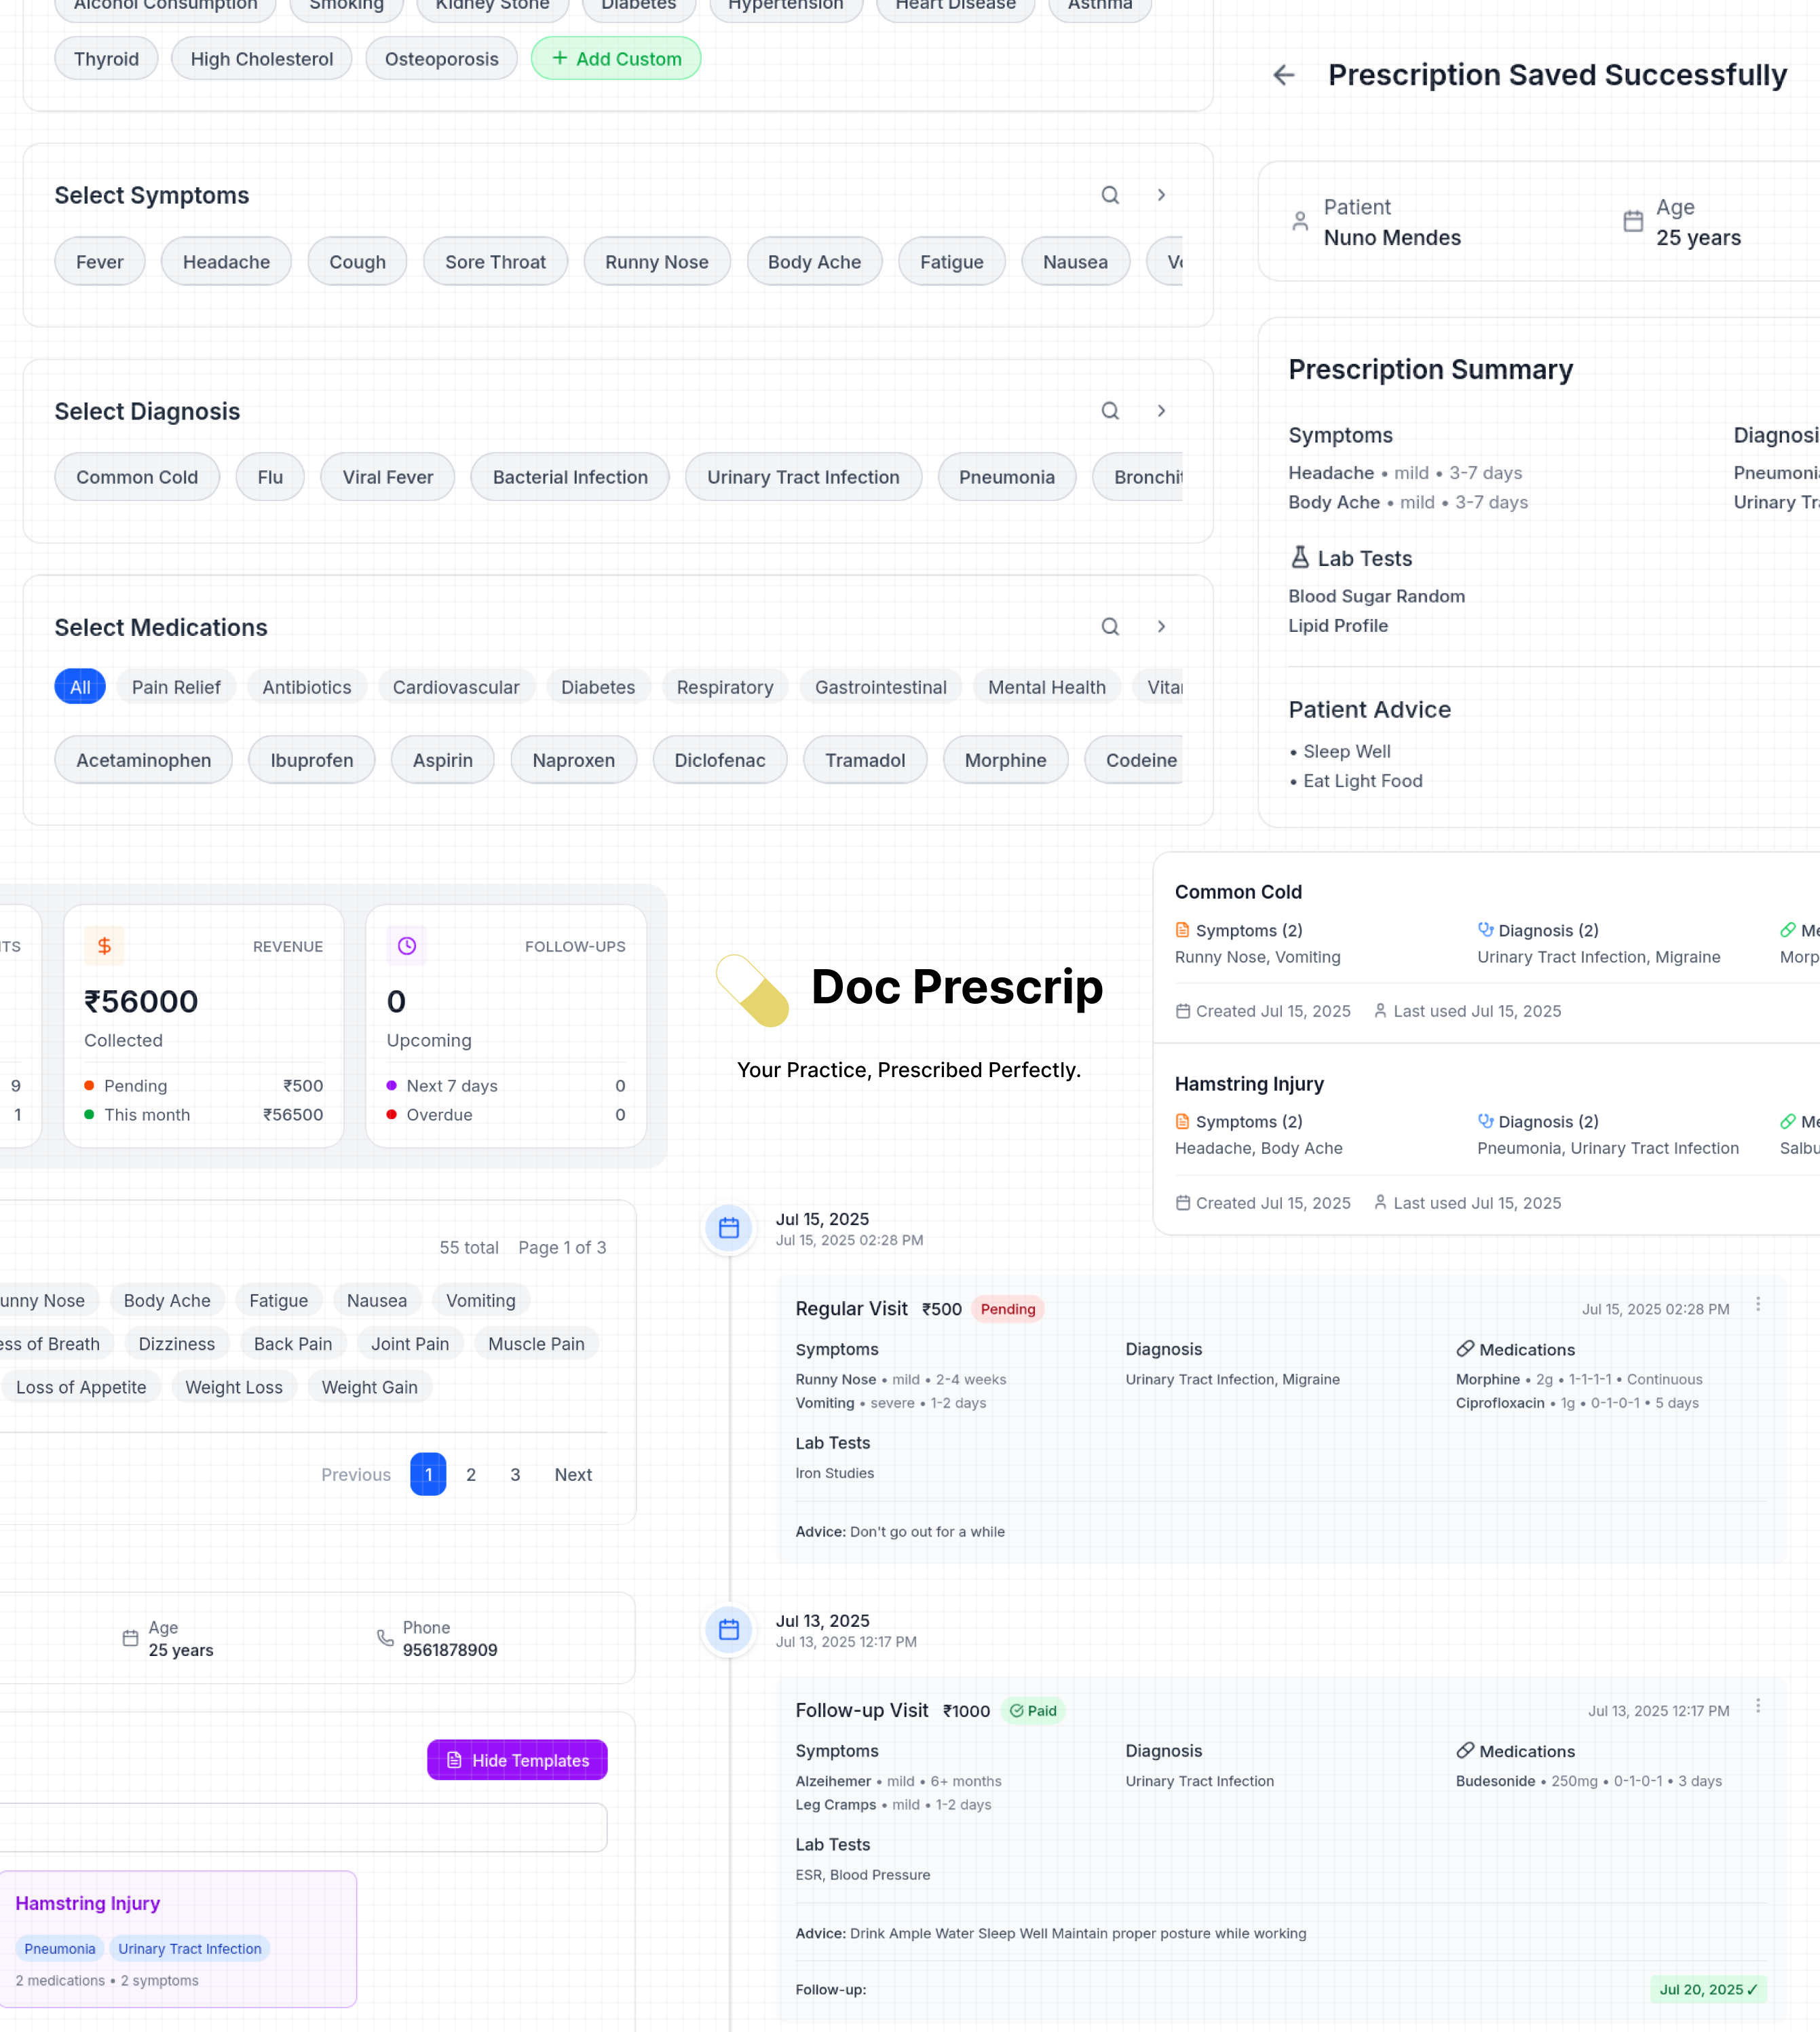 Alcohol Consumption Smoking Kidney Stone Diabetes Hypertension Heart Disease Asthma
Thyroid High Cholesterol Osteoporosis + Add Custom
Select Symptoms
Fever Headache Cough Sore Throat Runny Nose Body Ache Fatigue Nausea
Select Diagnosis
Common Cold Flu Viral Fever Bacterial Infection Urinary Tract Infection Pneumonia Bronchit
Select Medications
All Pain Relief Antibiotics Cardiovascular Diabetes Respiratory Gastrointestinal Mental Health Vitar
Acetaminophen Ibuprofen Aspirin Naproxen Diclofenac Tramadol Morphine Codeine
Prescription Saved Successfully
Patient
Nuno Mendes
Age
25 years
Prescription Summary
Symptoms
Headache • mild • 3-7 days
Body Ache • mild • 3-7 days
Diagnosi
Pneumonia
Urinary Tr
Lab Tests
Blood Sugar Random
Lipid Profile
Patient Advice
• Sleep Well
• Eat Light Food
TS
9
1
$ REVENUE
₹56000
Collected
Pending ₹500
This month ₹56500
FOLLOW-UPS
0
Upcoming
Next 7 days 0
Overdue 0
Doc Prescrip
Your Practice, Prescribed Perfectly.
Common Cold
Symptoms (2) Diagnosis (2) Me
Runny Nose, Vomiting Urinary Tract Infection, Migraine Morp
Created Jul 15, 2025 Last used Jul 15, 2025
Hamstring Injury
Symptoms (2) Diagnosis (2) Me
Headache, Body Ache Pneumonia, Urinary Tract Infection Salbu
Created Jul 15, 2025 Last used Jul 15, 2025
55 total Page 1 of 3
unny Nose Body Ache Fatigue Nausea Vomiting
ess of Breath Dizziness Back Pain Joint Pain Muscle Pain
Loss of Appetite Weight Loss Weight Gain
Previous 1 2 3 Next
Age
25 years
Phone
9561878909
Hide Templates
Hamstring Injury
Pneumonia Urinary Tract Infection
2 medications • 2 symptoms
Jul 15, 2025
Jul 15, 2025 02:28 PM
Regular Visit ₹500 Pending Jul 15, 2025 02:28 PM
Symptoms
Runny Nose • mild • 2-4 weeks
Vomiting • severe • 1-2 days
Diagnosis
Urinary Tract Infection, Migraine
Medications
Morphine • 2g • 1-1-1-1 • Continuous
Ciprofloxacin • 1g • 0-1-0-1 • 5 days
Lab Tests
Iron Studies
Advice: Don't go out for a while
Jul 13, 2025
Jul 13, 2025 12:17 PM
Follow-up Visit ₹1000 Paid Jul 13, 2025 12:17 PM
Symptoms
Alzeihemer • mild • 6+ months
Leg Cramps • mild • 1-2 days
Diagnosis
Urinary Tract Infection
Medications
Budesonide • 250mg • 0-1-0-1 • 3 days
Lab Tests
ESR, Blood Pressure
Advice: Drink Ample Water Sleep Well Maintain proper posture while working
Follow-up: Jul 20, 2025 ✓